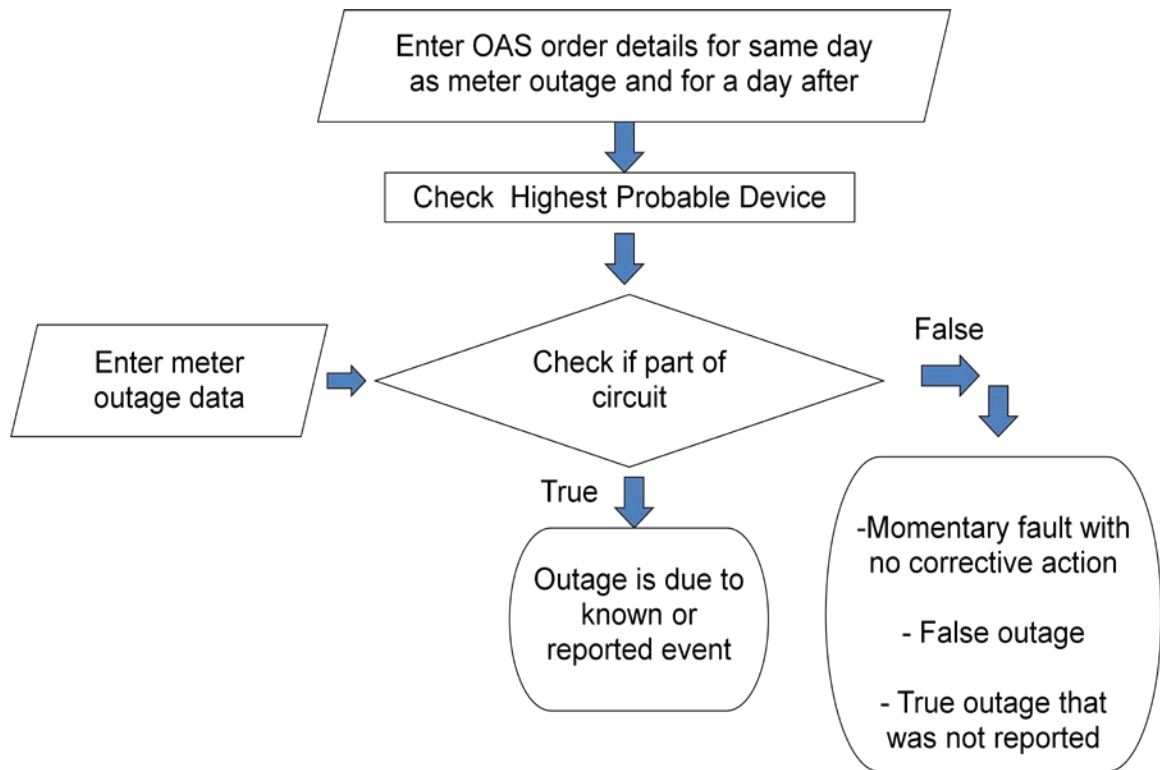 Enter OAS order details for same day
as meter outage and for a day after
Check Highest Probable Device
Enter meter
outage data
Check if part of
circuit
False
True
Outage is due to
known or
reported event
-Momentary fault with
no corrective action
- False outage
- True outage that
was not reported